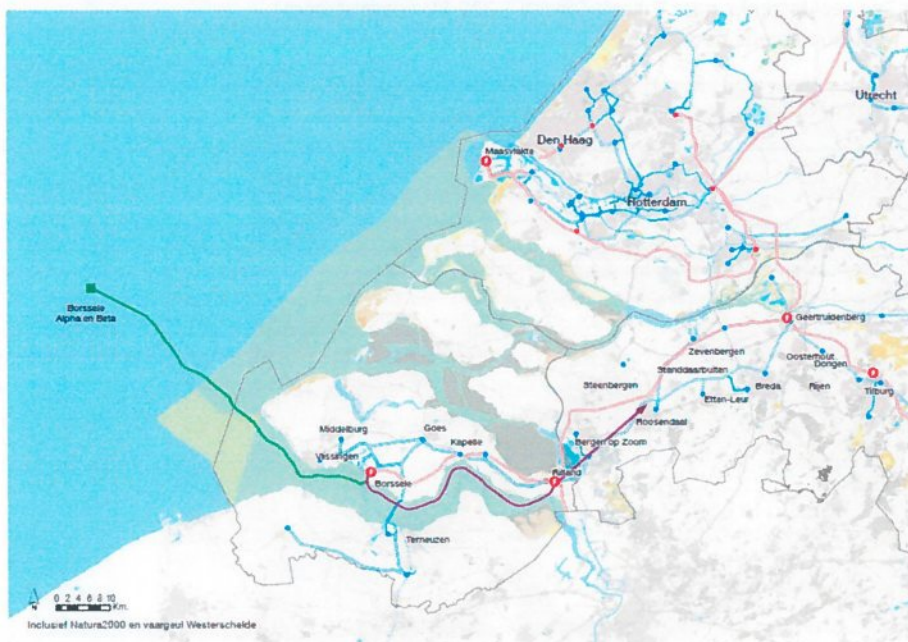 Utrecht
Den Haag
Maasvlakte
Rotterdam
Borssele
Alpha en Beta
Geertruidenberg
Zevenbergen
Oosterhout
Dongen
Standdaarbuiten
Steenbergen
Breda
Rijen
Tilburg
Etten-Leur
Roosendaal
Middelburg
Goes
Kapelle
Bergen op Zoom
Vlissingen
Rilland
Borssele
Terneuzen
N
0 2 4 6 8 10
Km.
Inclusief Natura2000 en vaargeul Westerschelde